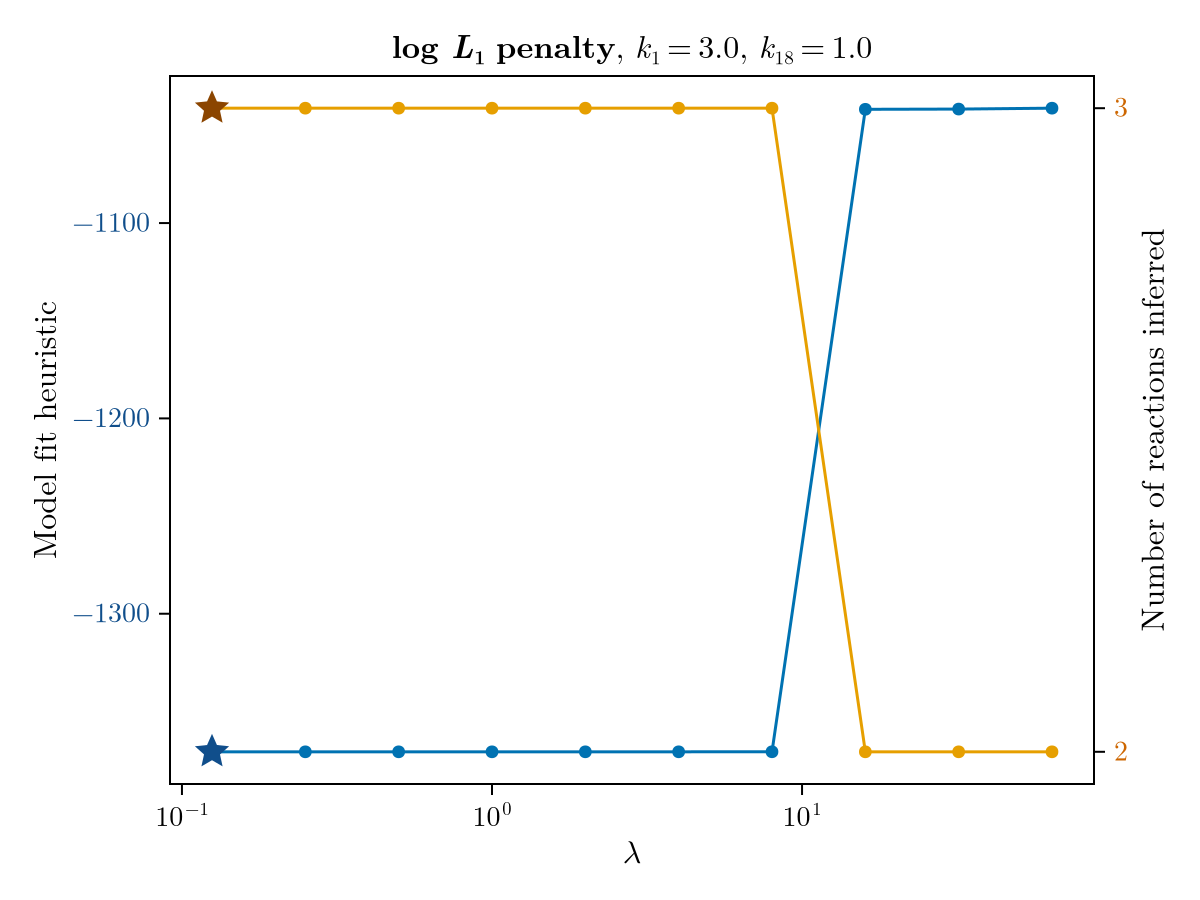 log L₁ penalty, k₁ = 3.0, k₁₈ = 1.0
Model fit heuristic
−1100
−1200
−1300
3
2
Number of reactions inferred
10⁻¹
10⁰
10¹
λ